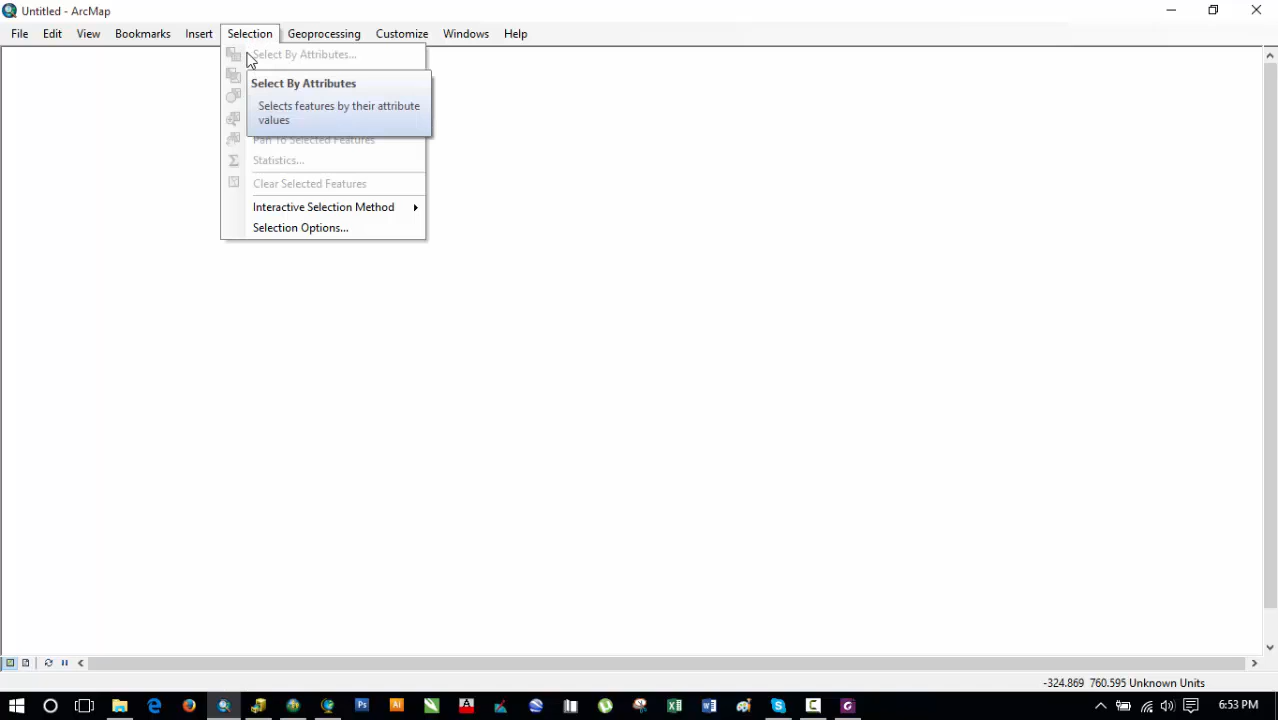 Untitled - ArcMap
File Edit View Bookmarks Insert Selection Geoprocessing Customize Windows Help
Select By Attributes...
Select By Attributes
Selects features by their attribute
values
Pan To Selected Features
Statistics...
Clear Selected Features
Interactive Selection Method
Selection Options...
-324.869 760.595 Unknown Units
6:53 PM